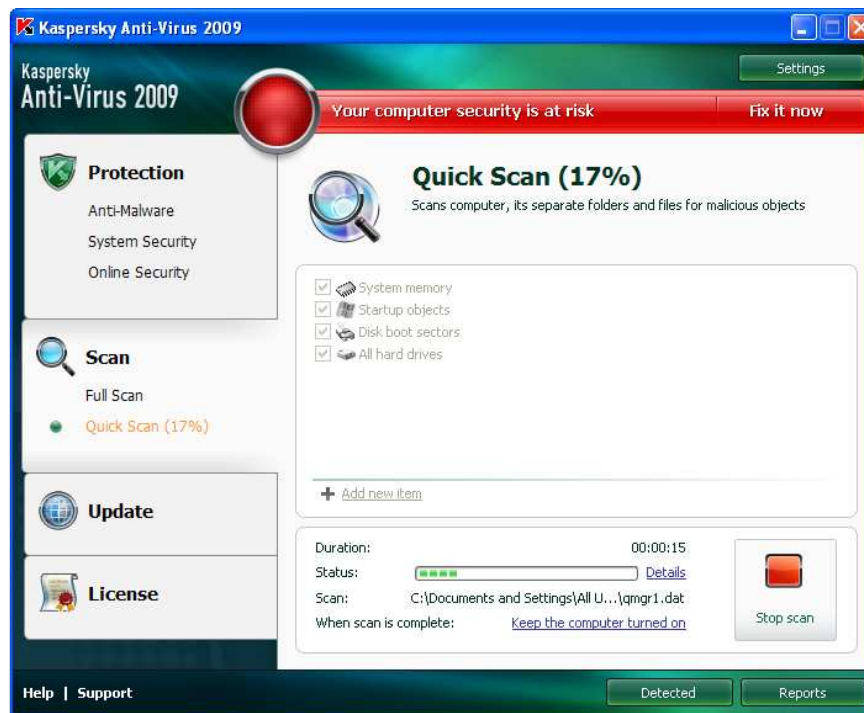 Kaspersky Anti-Virus 2009
Kaspersky
Anti-Virus 2009
Settings
Your computer security is at risk
Fix it now
Protection
Anti-Malware
System Security
Online Security
Scan
Full Scan
Quick Scan (17%)
Update
License
Quick Scan (17%)
Scans computer, its separate folders and files for malicious objects
System memory
Startup objects
Disk boot sectors
All hard drives
Add new item
Duration: 00:00:15
Status: Details
Scan: C:\Documents and Settings\All U...\qmgr1.dat
When scan is complete: Keep the computer turned on
Stop scan
Help | Support
Detected
Reports